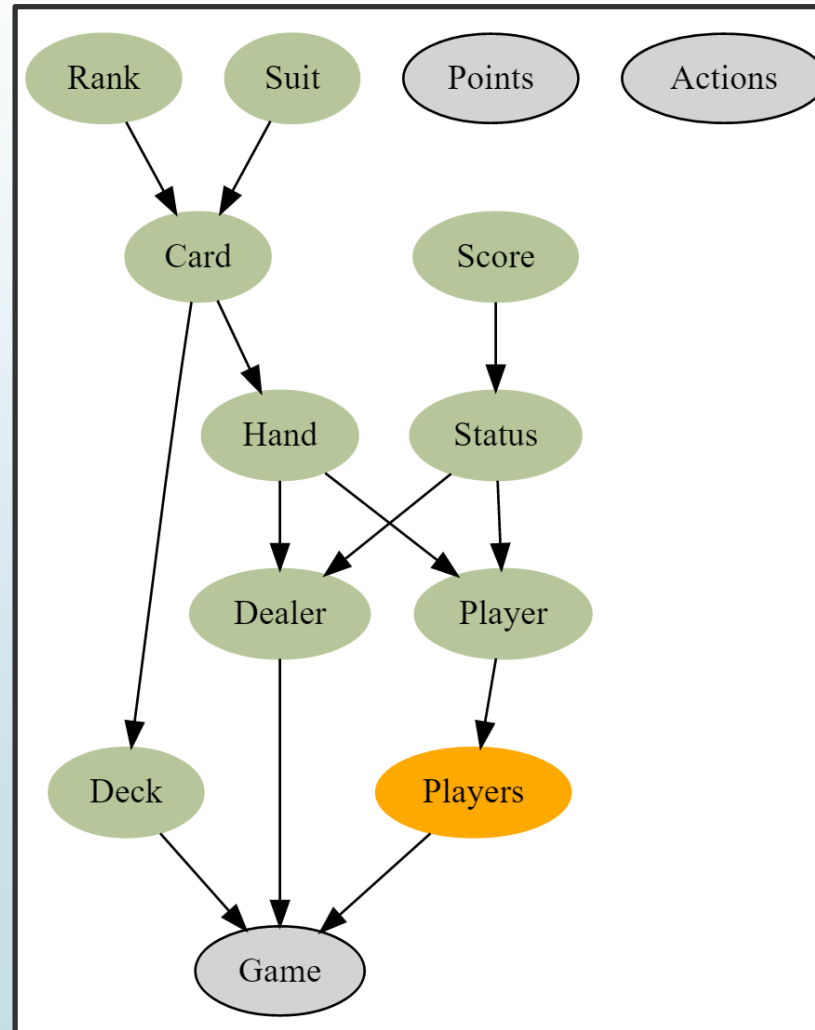 Rank
Suit
Points
Actions
Card
Score
Hand
Status
Dealer
Player
Deck
Players
Game